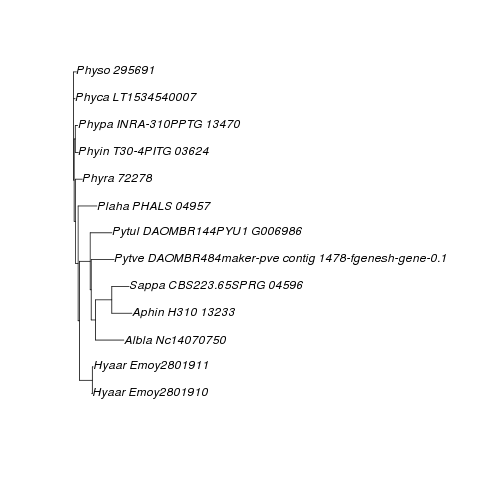 Physo 295691
Phyca LT1534540007
Phypa INRA-310PPTG 13470
Phyin T30-4PITG 03624
Phyra 72278
Plaha PHALS 04957
Pytul DAOMBR144PYU1 G006986
Pytve DAOMBR484maker-pve contig 1478-fgenesh-gene-0.1
Sappa CBS223.65SPRG 04596
Aphin H310 13233
Albla Nc14070750
Hyaar Emoy2801911
Hyaar Emoy2801910